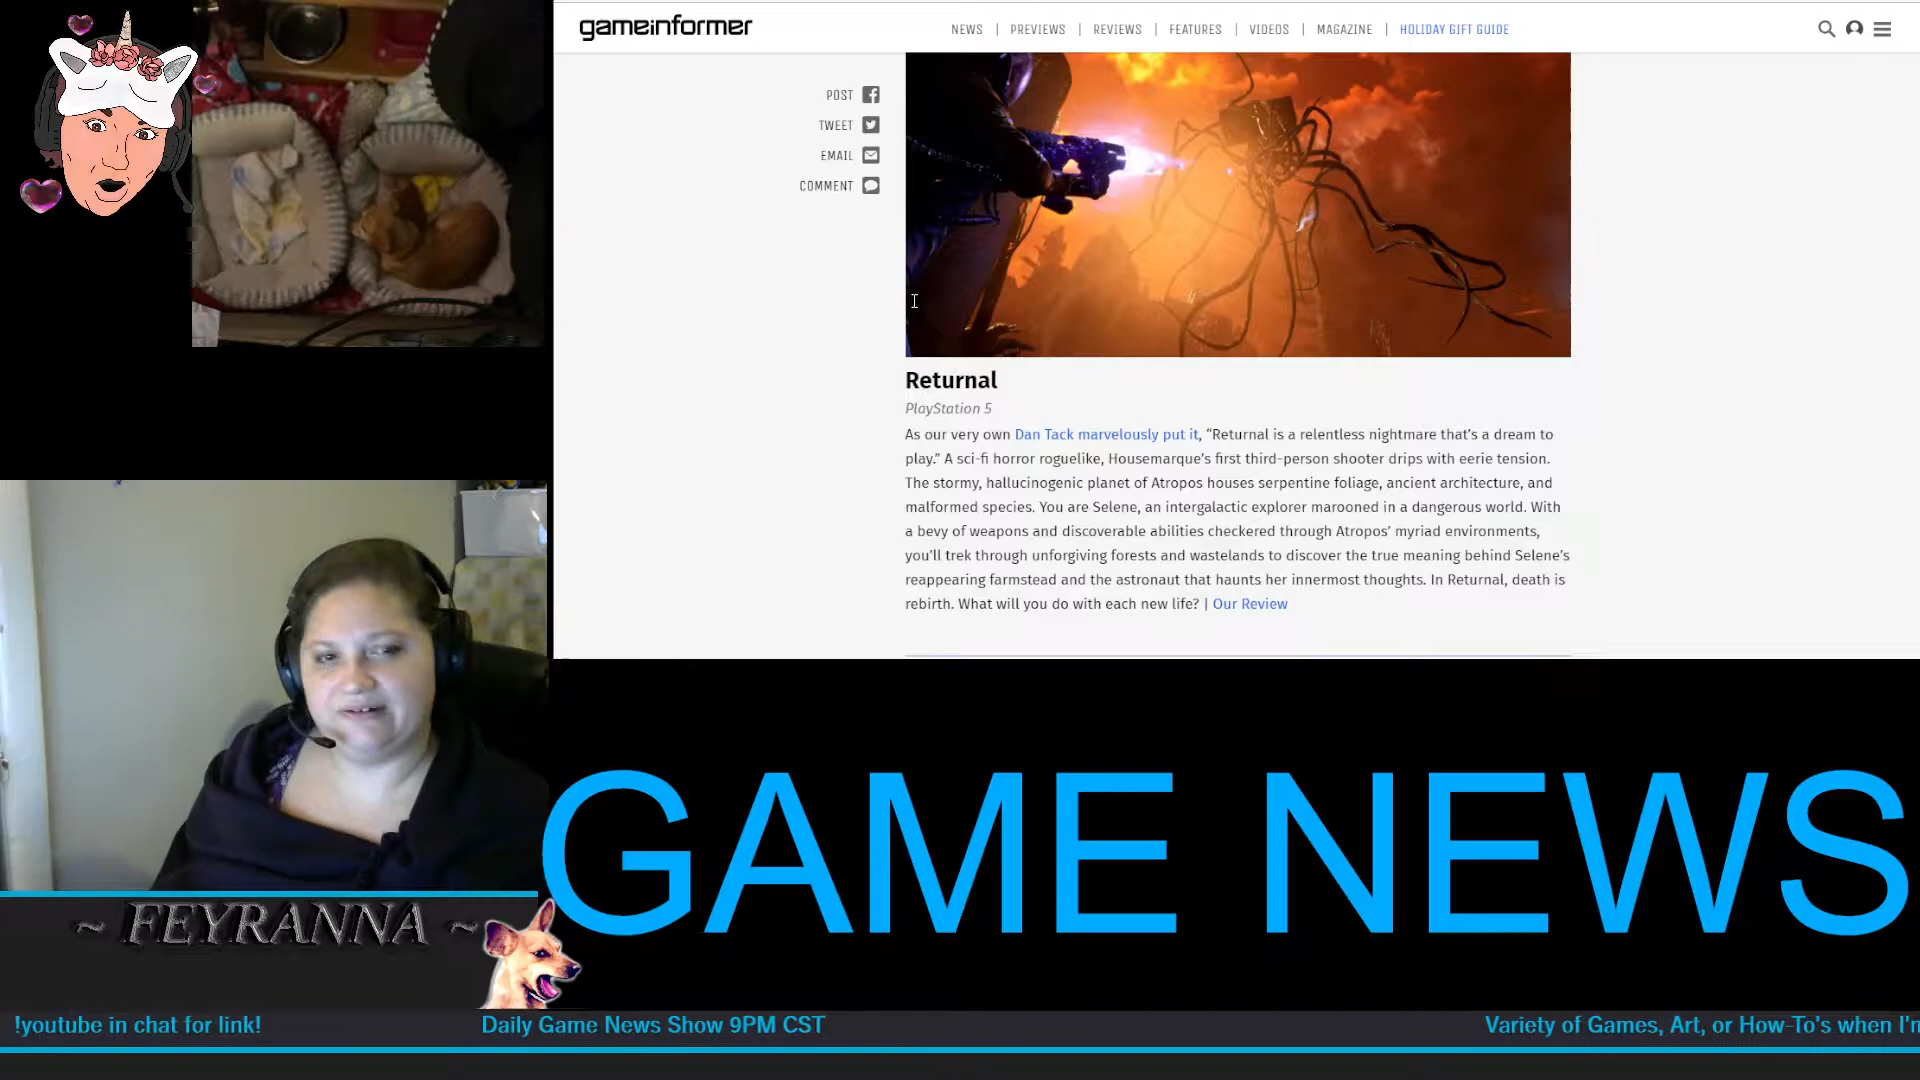 gameinformer
NEWS | PREVIEWS | REVIEWS | FEATURES | VIDEOS | MAGAZINE | HOLIDAY GIFT GUIDE
POST
TWEET
EMAIL
COMMENT
Returnal
PlayStation 5
As our very own Dan Tack marvelously put it, “Returnal is a relentless nightmare that’s a dream to
play.” A sci-fi horror roguelike, Housemarque’s first third-person shooter drips with eerie tension.
The stormy, hallucinogenic planet of Atropos houses serpentine foliage, ancient architecture, and
malformed species. You are Selene, an intergalactic explorer marooned in a dangerous world. With
a bevy of weapons and discoverable abilities checkered through Atropos’ myriad environments,
you’ll trek through unforgiving forests and wastelands to discover the true meaning behind Selene’s
reappearing farmstead and the astronaut that haunts her innermost thoughts. In Returnal, death is
rebirth. What will you do with each new life? | Our Review
GAME NEWS
~ FEYRANNA ~
!youtube in chat for link!
Daily Game News Show 9PM CST
Variety of Games, Art, or How-To's when I'm